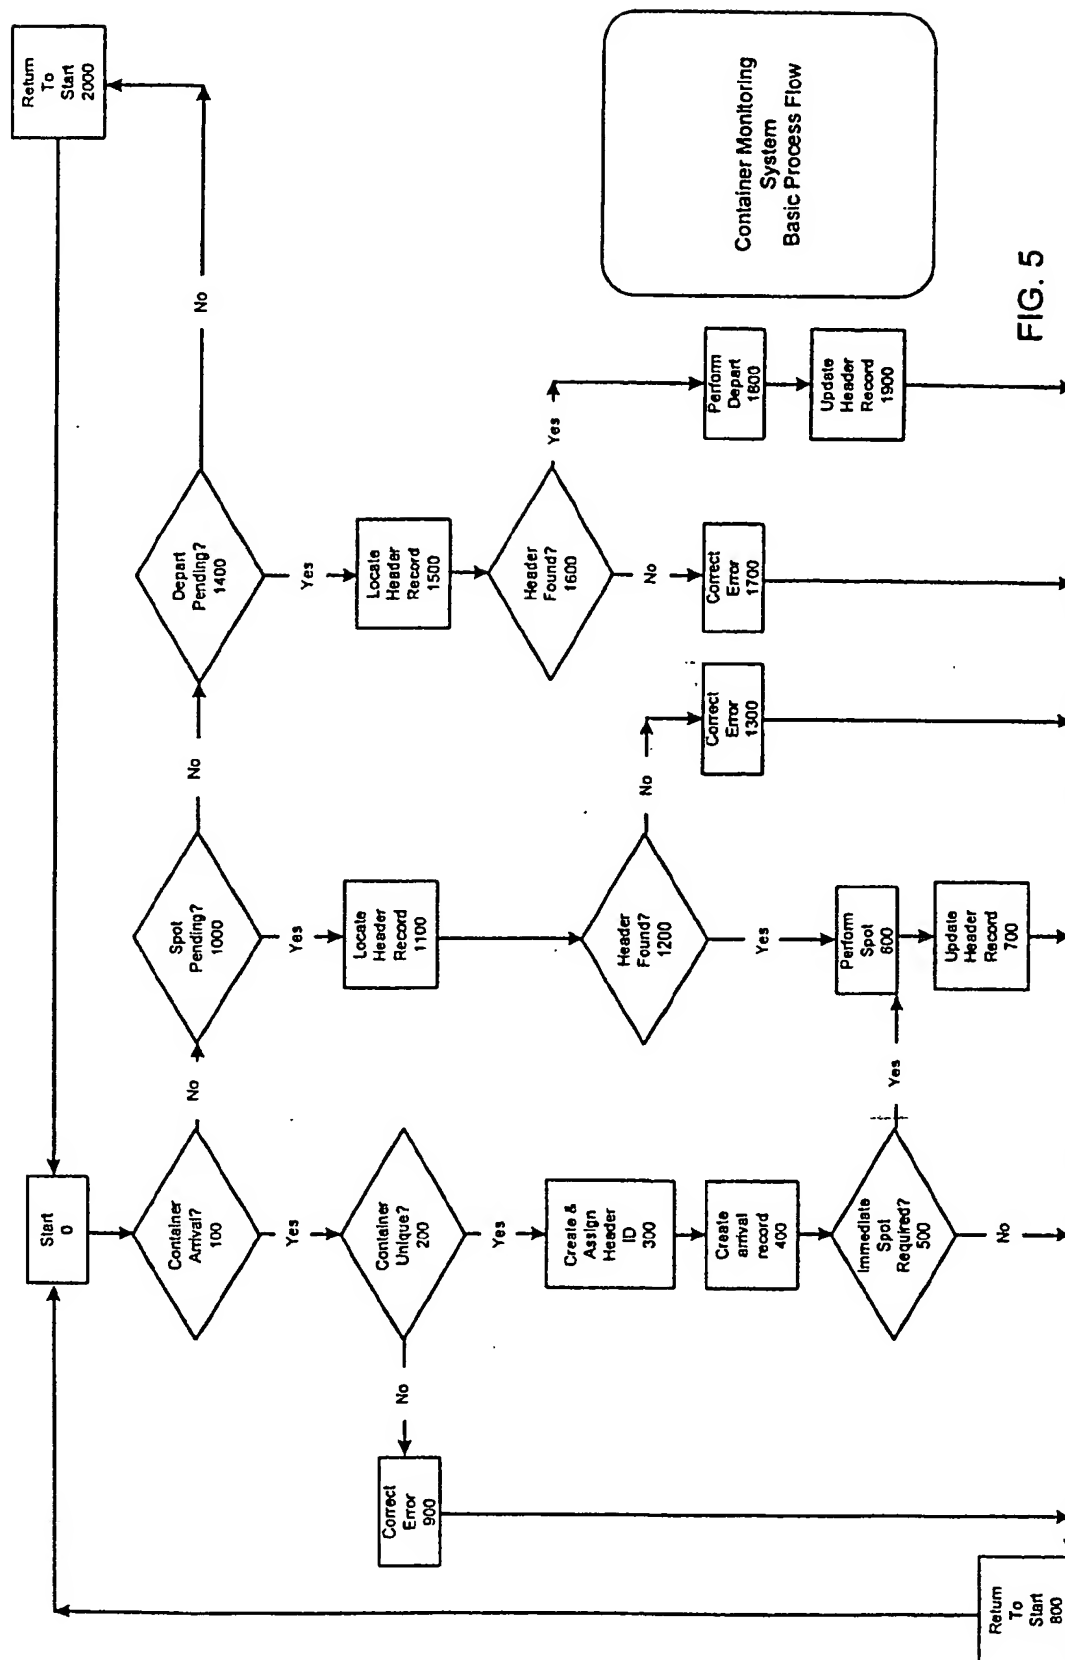 Return
To
Start
2000
Start
0
Container
Arrival?
100
No
Spot
Pending?
1000
No
Depart
Pending?
1400
No
Yes
Yes
Yes
Container
Unique?
200
Locate
Header
Record
1100
Locate
Header
Record
1500
No
Yes
Header
Found?
1600
Yes
Correct
Error
900
Create &
Assign
Header
ID
300
Header
Found?
1200
No
No
Create
arrival
record
400
Yes
Correct
Error
1300
Correct
Error
1700
Perform
Depart
1800
Immediate
Spot
Required?
500
Yes
Perform
Spot
600
Update
Header
Record
1900
No
Update
Header
Record
700
Return
To
Start
800
Container Monitoring
System
Basic Process Flow
FIG. 5